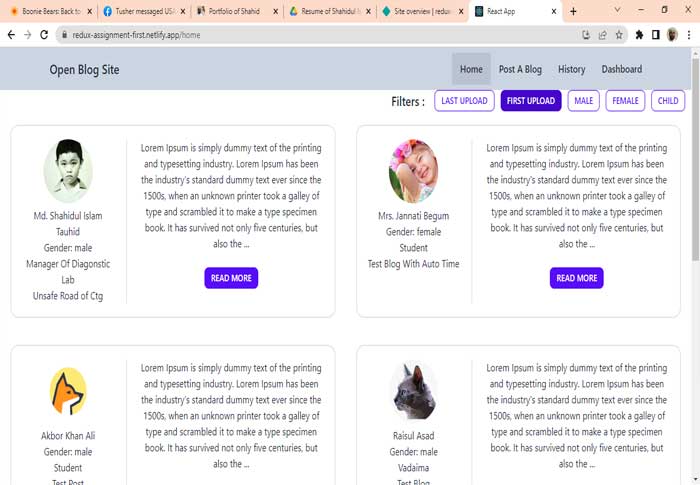 Boonie Bears: Back to
Tusher messaged
Portfolio of Shahid
Resume of Shahidul
Site overview | redux
React App
redux-assignment-first.netlify.app/home
Open Blog Site
Home
Post A Blog
History
Dashboard
Filters :
LAST UPLOAD
FIRST UPLOAD
MALE
FEMALE
CHILD
Md. Shahidul Islam
Tauhid
Gender: male
Manager Of Diagonstic
Lab
Unsafe Road of Ctg
Lorem Ipsum is simply dummy text of the printing
and typesetting industry. Lorem Ipsum has been
the industry's standard dummy text ever since the
1500s, when an unknown printer took a galley of
type and scrambled it to make a type specimen
book. It has survived not only five centuries, but
also the ...
READ MORE
Mrs. Jannati Begum
Gender: female
Student
Test Blog With Auto Time
Lorem Ipsum is simply dummy text of the printing
and typesetting industry. Lorem Ipsum has been
the industry's standard dummy text ever since the
1500s, when an unknown printer took a galley of
type and scrambled it to make a type specimen
book. It has survived not only five centuries, but
also the ...
READ MORE
Akbor Khan Ali
Gender: male
Student
Test Post
Lorem Ipsum is simply dummy text of the printing
and typesetting industry. Lorem Ipsum has been
the industry's standard dummy text ever since the
1500s, when an unknown printer took a galley of
type and scrambled it to make a type specimen
book. It has survived not only five centuries, but
also the ...
Raisul Asad
Gender: male
Vadaima
Test Blog
Lorem Ipsum is simply dummy text of the printing
and typesetting industry. Lorem Ipsum has been
the industry's standard dummy text ever since the
1500s, when an unknown printer took a galley of
type and scrambled it to make a type specimen
book. It has survived not only five centuries, but
also the ...